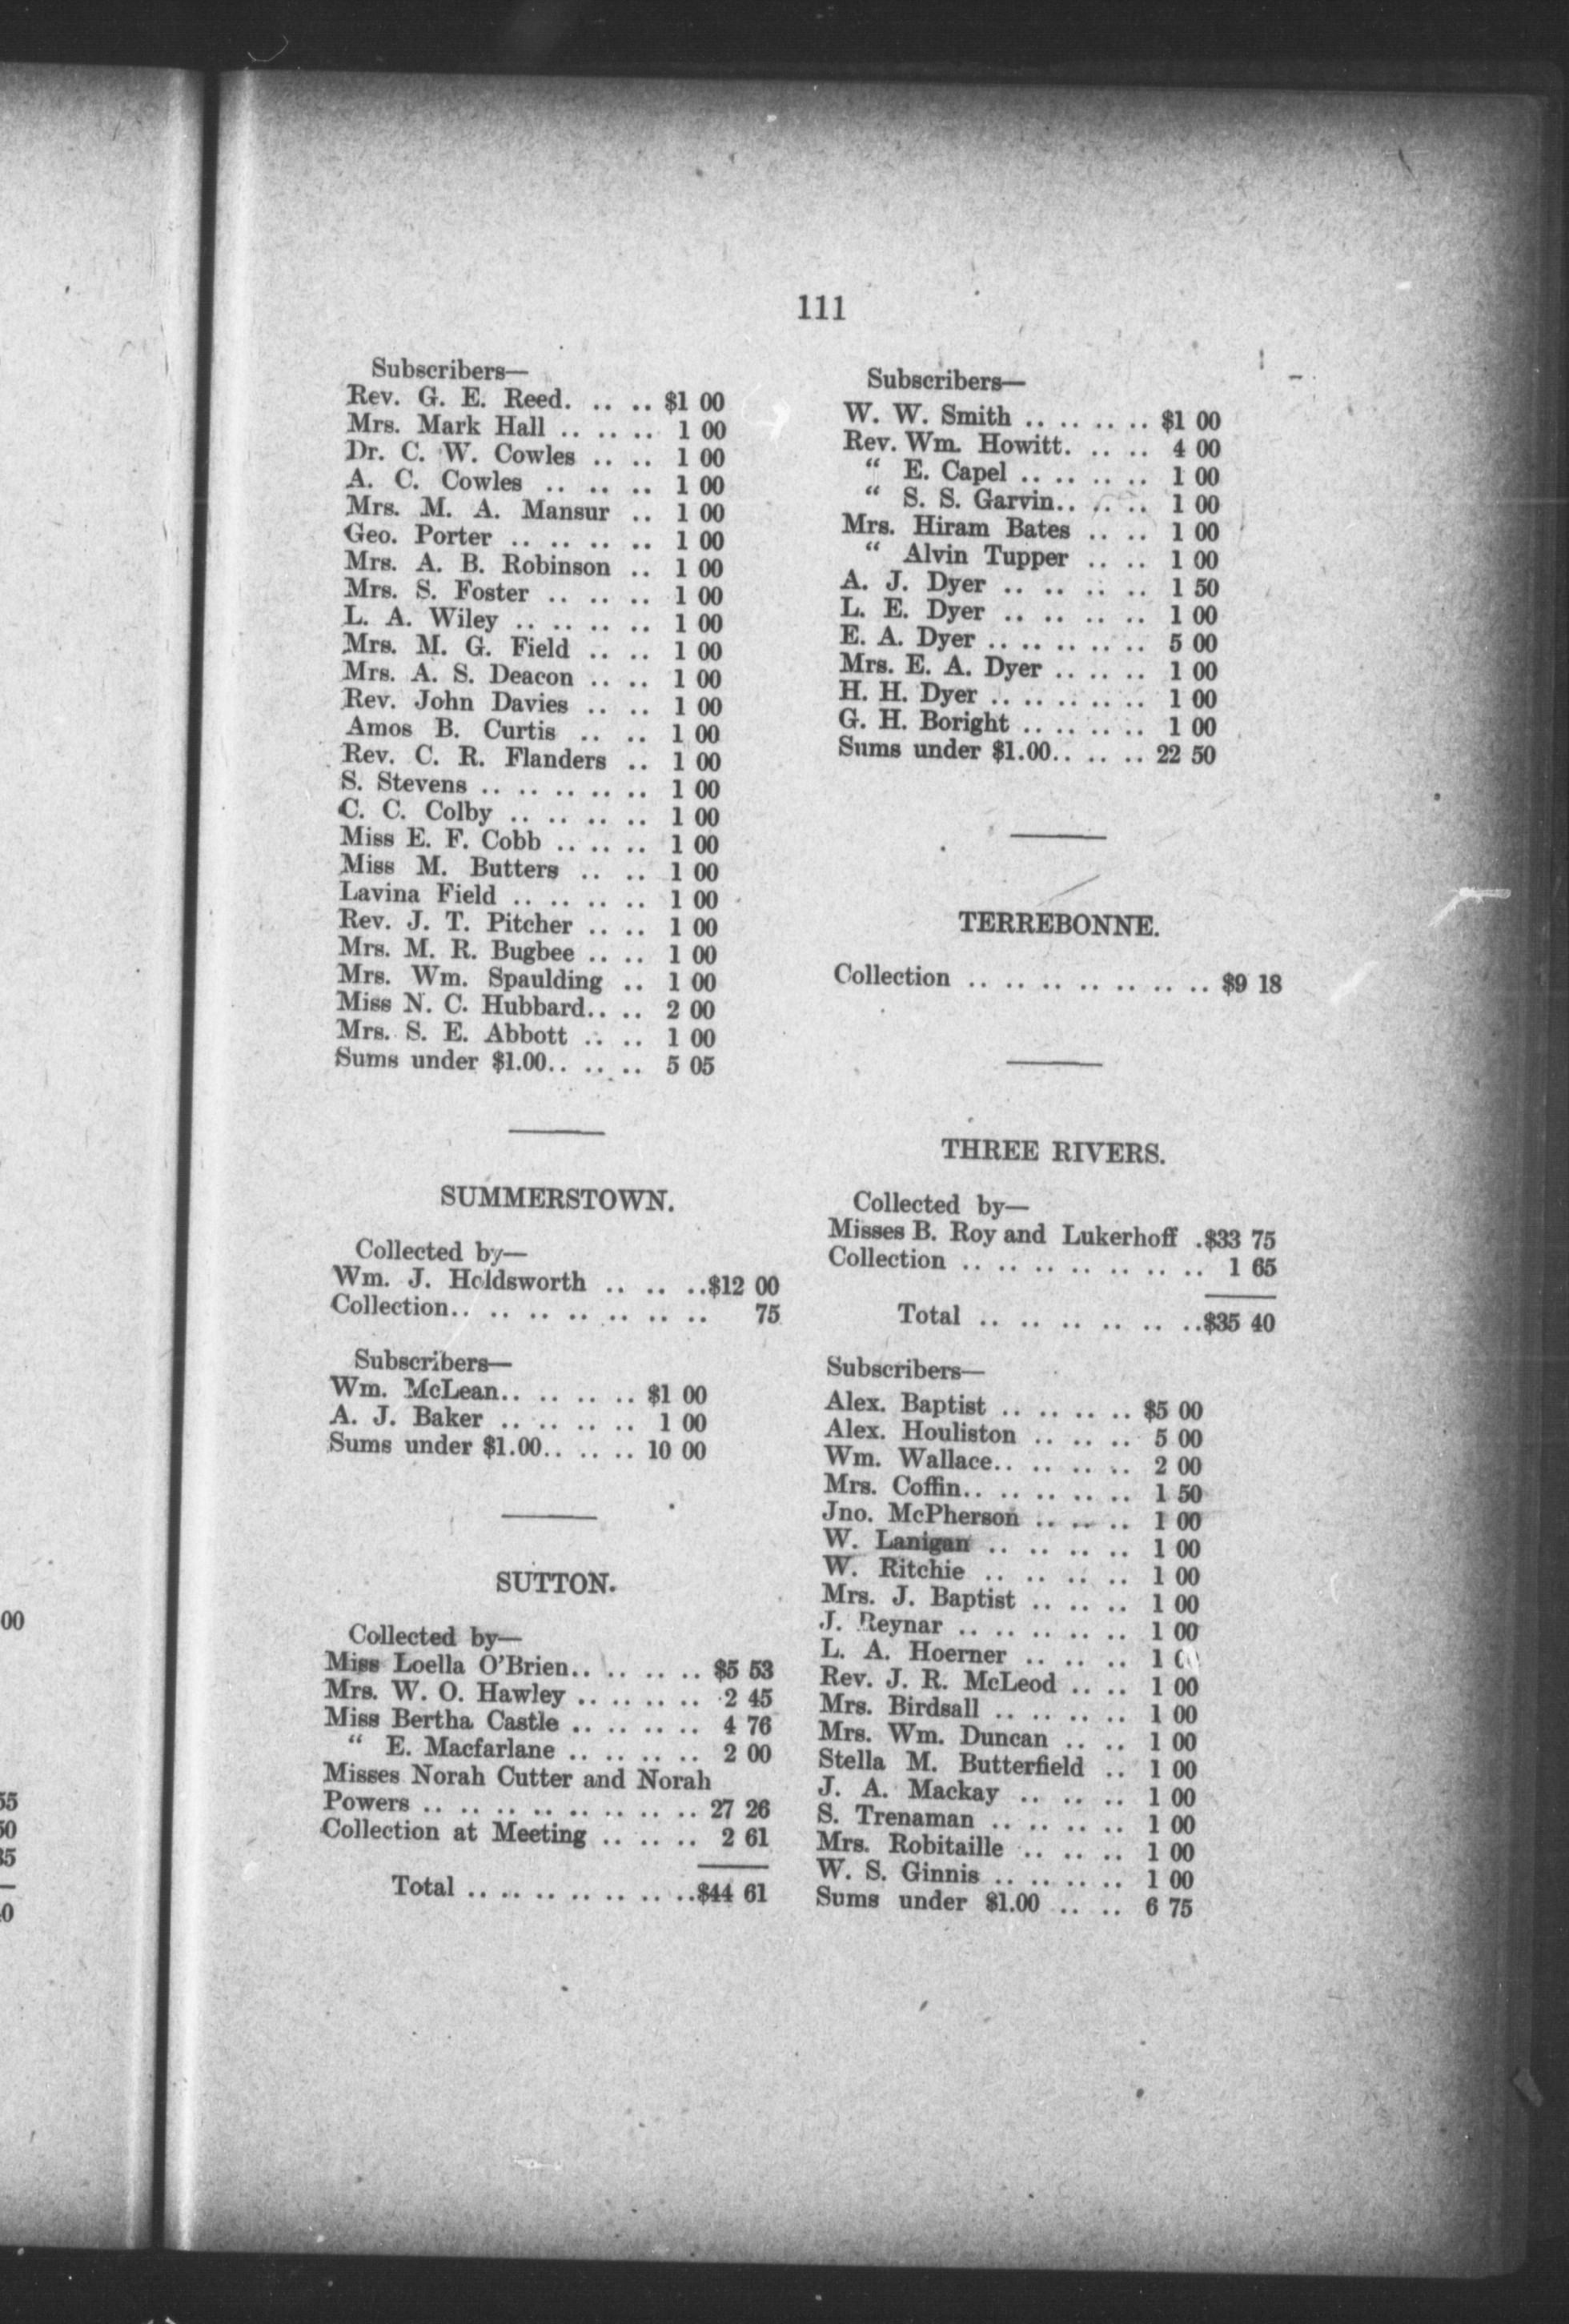 111
Subscribers—
Rev. G. E. Reed. .. .. $1 00
Mrs. Mark Hall .. .. .. 1 00
Dr. C. W. Cowles .. .. 1 00
A. C. Cowles .. .. .. 1 00
Mrs. M. A. Mansur .. 1 00
Geo. Porter .. .. .. .. 1 00
Mrs. A. B. Robinson .. 1 00
Mrs. S. Foster .. .. .. 1 00
L. A. Wiley .. .. .. .. 1 00
Mrs. M. G. Field .. .. 1 00
Mrs. A. S. Deacon .. .. 1 00
Rev. John Davies .. .. 1 00
Amos B. Curtis .. .. 1 00
Rev. C. R. Flanders .. 1 00
S. Stevens .. .. .. .. .. 1 00
C. C. Colby .. .. .. .. 1 00
Miss E. F. Cobb .. .. .. 1 00
Miss M. Butters .. .. 1 00
Lavina Field .. .. .. .. 1 00
Rev. J. T. Pitcher .. .. 1 00
Mrs. M. R. Bugbee .. .. 1 00
Mrs. Wm. Spaulding .. 1 00
Miss N. C. Hubbard.. .. 2 00
Mrs. S. E. Abbott .. .. 1 00
Sums under $1.00.. .. .. 5 05
SUMMERSTOWN.
Collected by—
Wm. J. Holdsworth .. .. ..$12 00
Collection.. .. .. .. .. .. .. 75
Subscribers—
Wm. McLean.. .. .. .. $1 00
A. J. Baker .. .. .. .. 1 00
Sums under $1.00.. .. .. 10 00
SUTTON.
Collected by—
Miss Loella O'Brien.. .. .. .. $5 53
Mrs. W. O. Hawley .. .. .. .. 2 45
Miss Bertha Castle .. .. .. .. 4 76
" E. Macfarlane .. .. .. .. 2 00
Misses Norah Cutter and Norah
Powers .. .. .. .. .. .. .. .. 27 26
Collection at Meeting .. .. .. 2 61
Total .. .. .. .. .. .. ..$44 61
Subscribers—
W. W. Smith .. .. .. .. $1 00
Rev. Wm. Howitt. .. .. 4 00
" E. Capel .. .. .. .. 1 00
" S. S. Garvin.. .. .. 1 00
Mrs. Hiram Bates .. .. 1 00
" Alvin Tupper .. .. 1 00
A. J. Dyer .. .. .. .. .. 1 50
L. E. Dyer .. .. .. .. 1 00
E. A. Dyer .. .. .. .. .. 5 00
Mrs. E. A. Dyer .. .. .. 1 00
H. H. Dyer .. .. .. .. .. 1 00
G. H. Boright .. .. .. .. 1 00
Sums under $1.00.. .. .. 22 50
TERREBONNE.
Collection .. .. .. .. .. .. .. $9 18
THREE RIVERS.
Collected by—
Misses B. Roy and Lukerhoff .$33 75
Collection .. .. .. .. .. .. .. 1 65
Total .. .. .. .. .. ..$35 40
Subscribers—
Alex. Baptist .. .. .. .. $5 00
Alex. Houliston .. .. .. 5 00
Wm. Wallace.. .. .. .. 2 00
Mrs. Coffin.. .. .. .. .. 1 50
Jno. McPherson .. .. .. 1 00
W. Lanigan .. .. .. .. 1 00
W. Ritchie .. .. .. .. 1 00
Mrs. J. Baptist .. .. .. 1 00
J. Reynar .. .. .. .. .. 1 00
L. A. Hoerner .. .. .. 1 0
Rev. J. R. McLeod .. .. 1 00
Mrs. Birdsall .. .. .. .. 1 00
Mrs. Wm. Duncan .. .. 1 00
Stella M. Butterfield .. 1 00
J. A. Mackay .. .. .. 1 00
S. Trenaman .. .. .. .. 1 00
Mrs. Robitaille .. .. .. 1 00
W. S. Ginnis .. .. .. .. 1 00
Sums under $1.00 .. .. 6 75